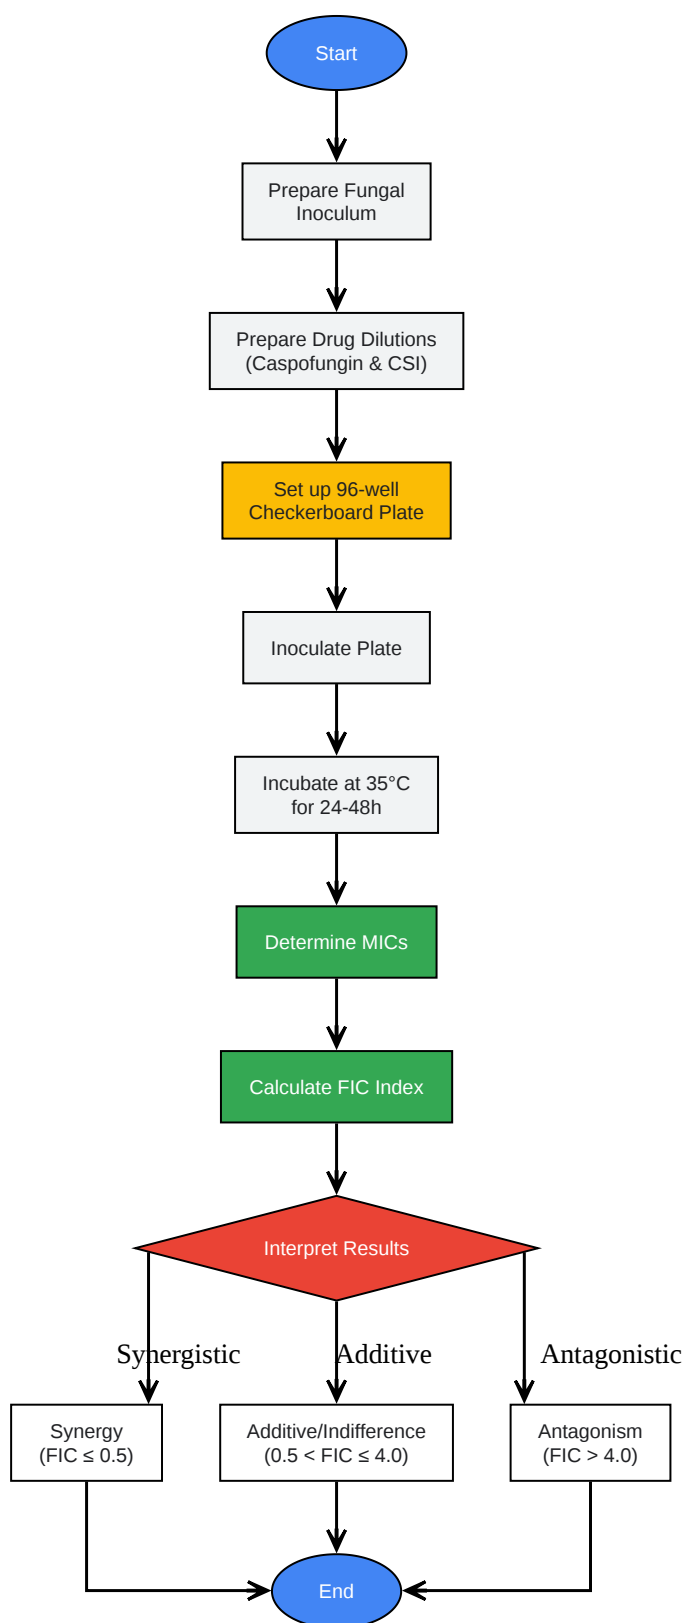 Start
Prepare Fungal
Inoculum
Prepare Drug Dilutions
(Caspofungin & CSI)
Set up 96-well
Checkerboard Plate
Inoculate Plate
Incubate at 35°C
for 24-48h
Determine MICs
Calculate FIC Index
Interpret Results
Synergistic
Additive
Antagonistic
Synergy
(FIC ≤ 0.5)
Additive/Indifference
(0.5 < FIC ≤ 4.0)
Antagonism
(FIC > 4.0)
End